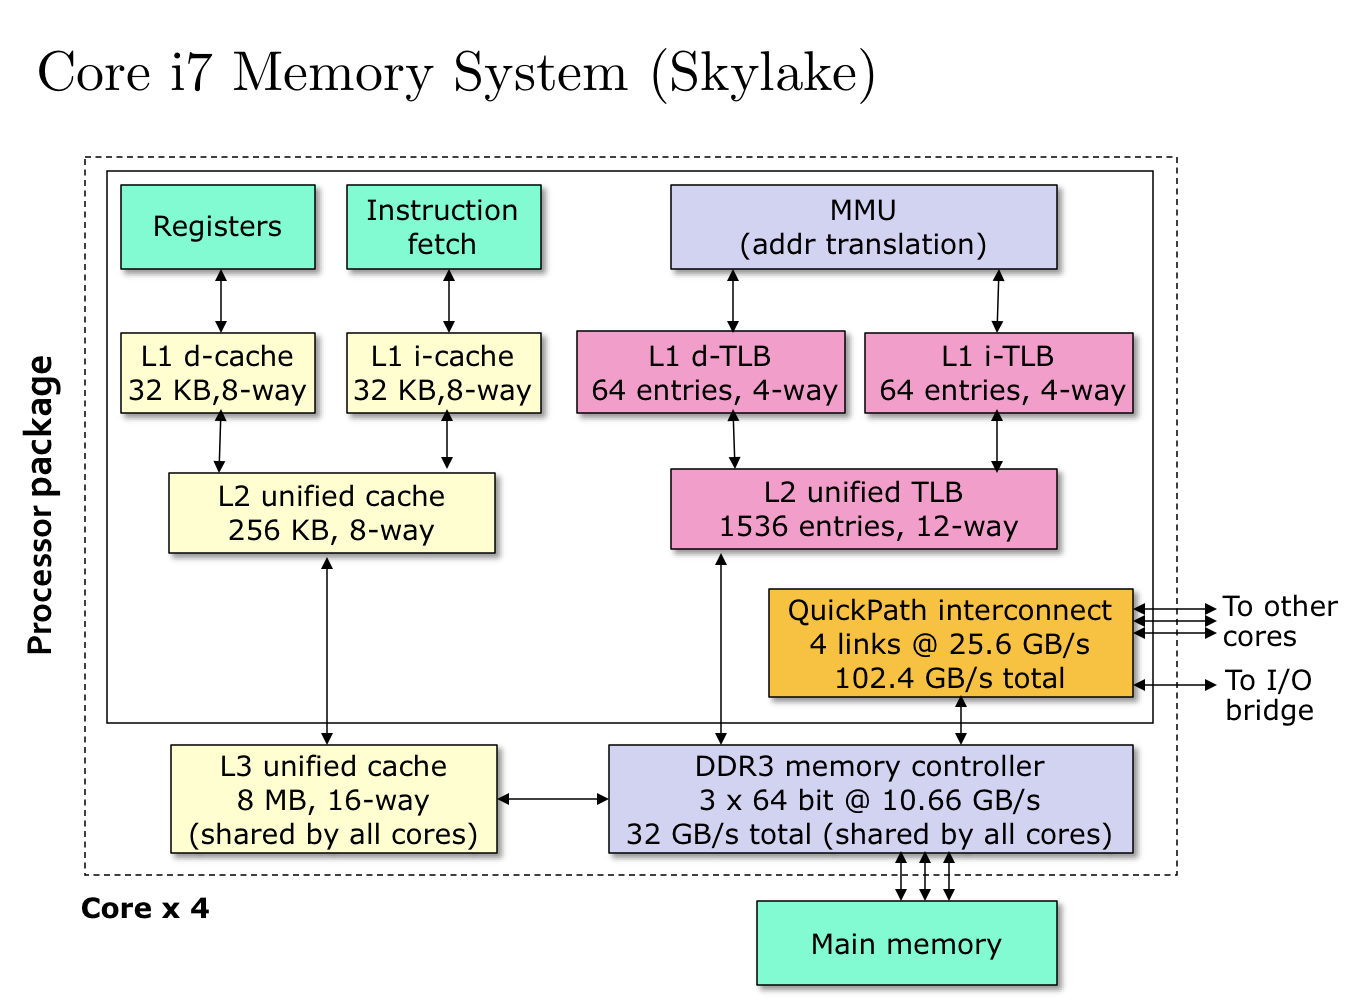 Core i7 Memory System (Skylake)
Processor package
Registers
Instruction
fetch
MMU
(addr translation)
L1 d-cache
32 KB,8-way
L1 i-cache
32 KB,8-way
L1 d-TLB
64 entries, 4-way
L1 i-TLB
64 entries, 4-way
L2 unified cache
256 KB, 8-way
L2 unified TLB
1536 entries, 12-way
QuickPath interconnect
4 links @ 25.6 GB/s
102.4 GB/s total
To other
cores
To I/O
bridge
L3 unified cache
8 MB, 16-way
(shared by all cores)
DDR3 memory controller
3 x 64 bit @ 10.66 GB/s
32 GB/s total (shared by all cores)
Core x 4
Main memory